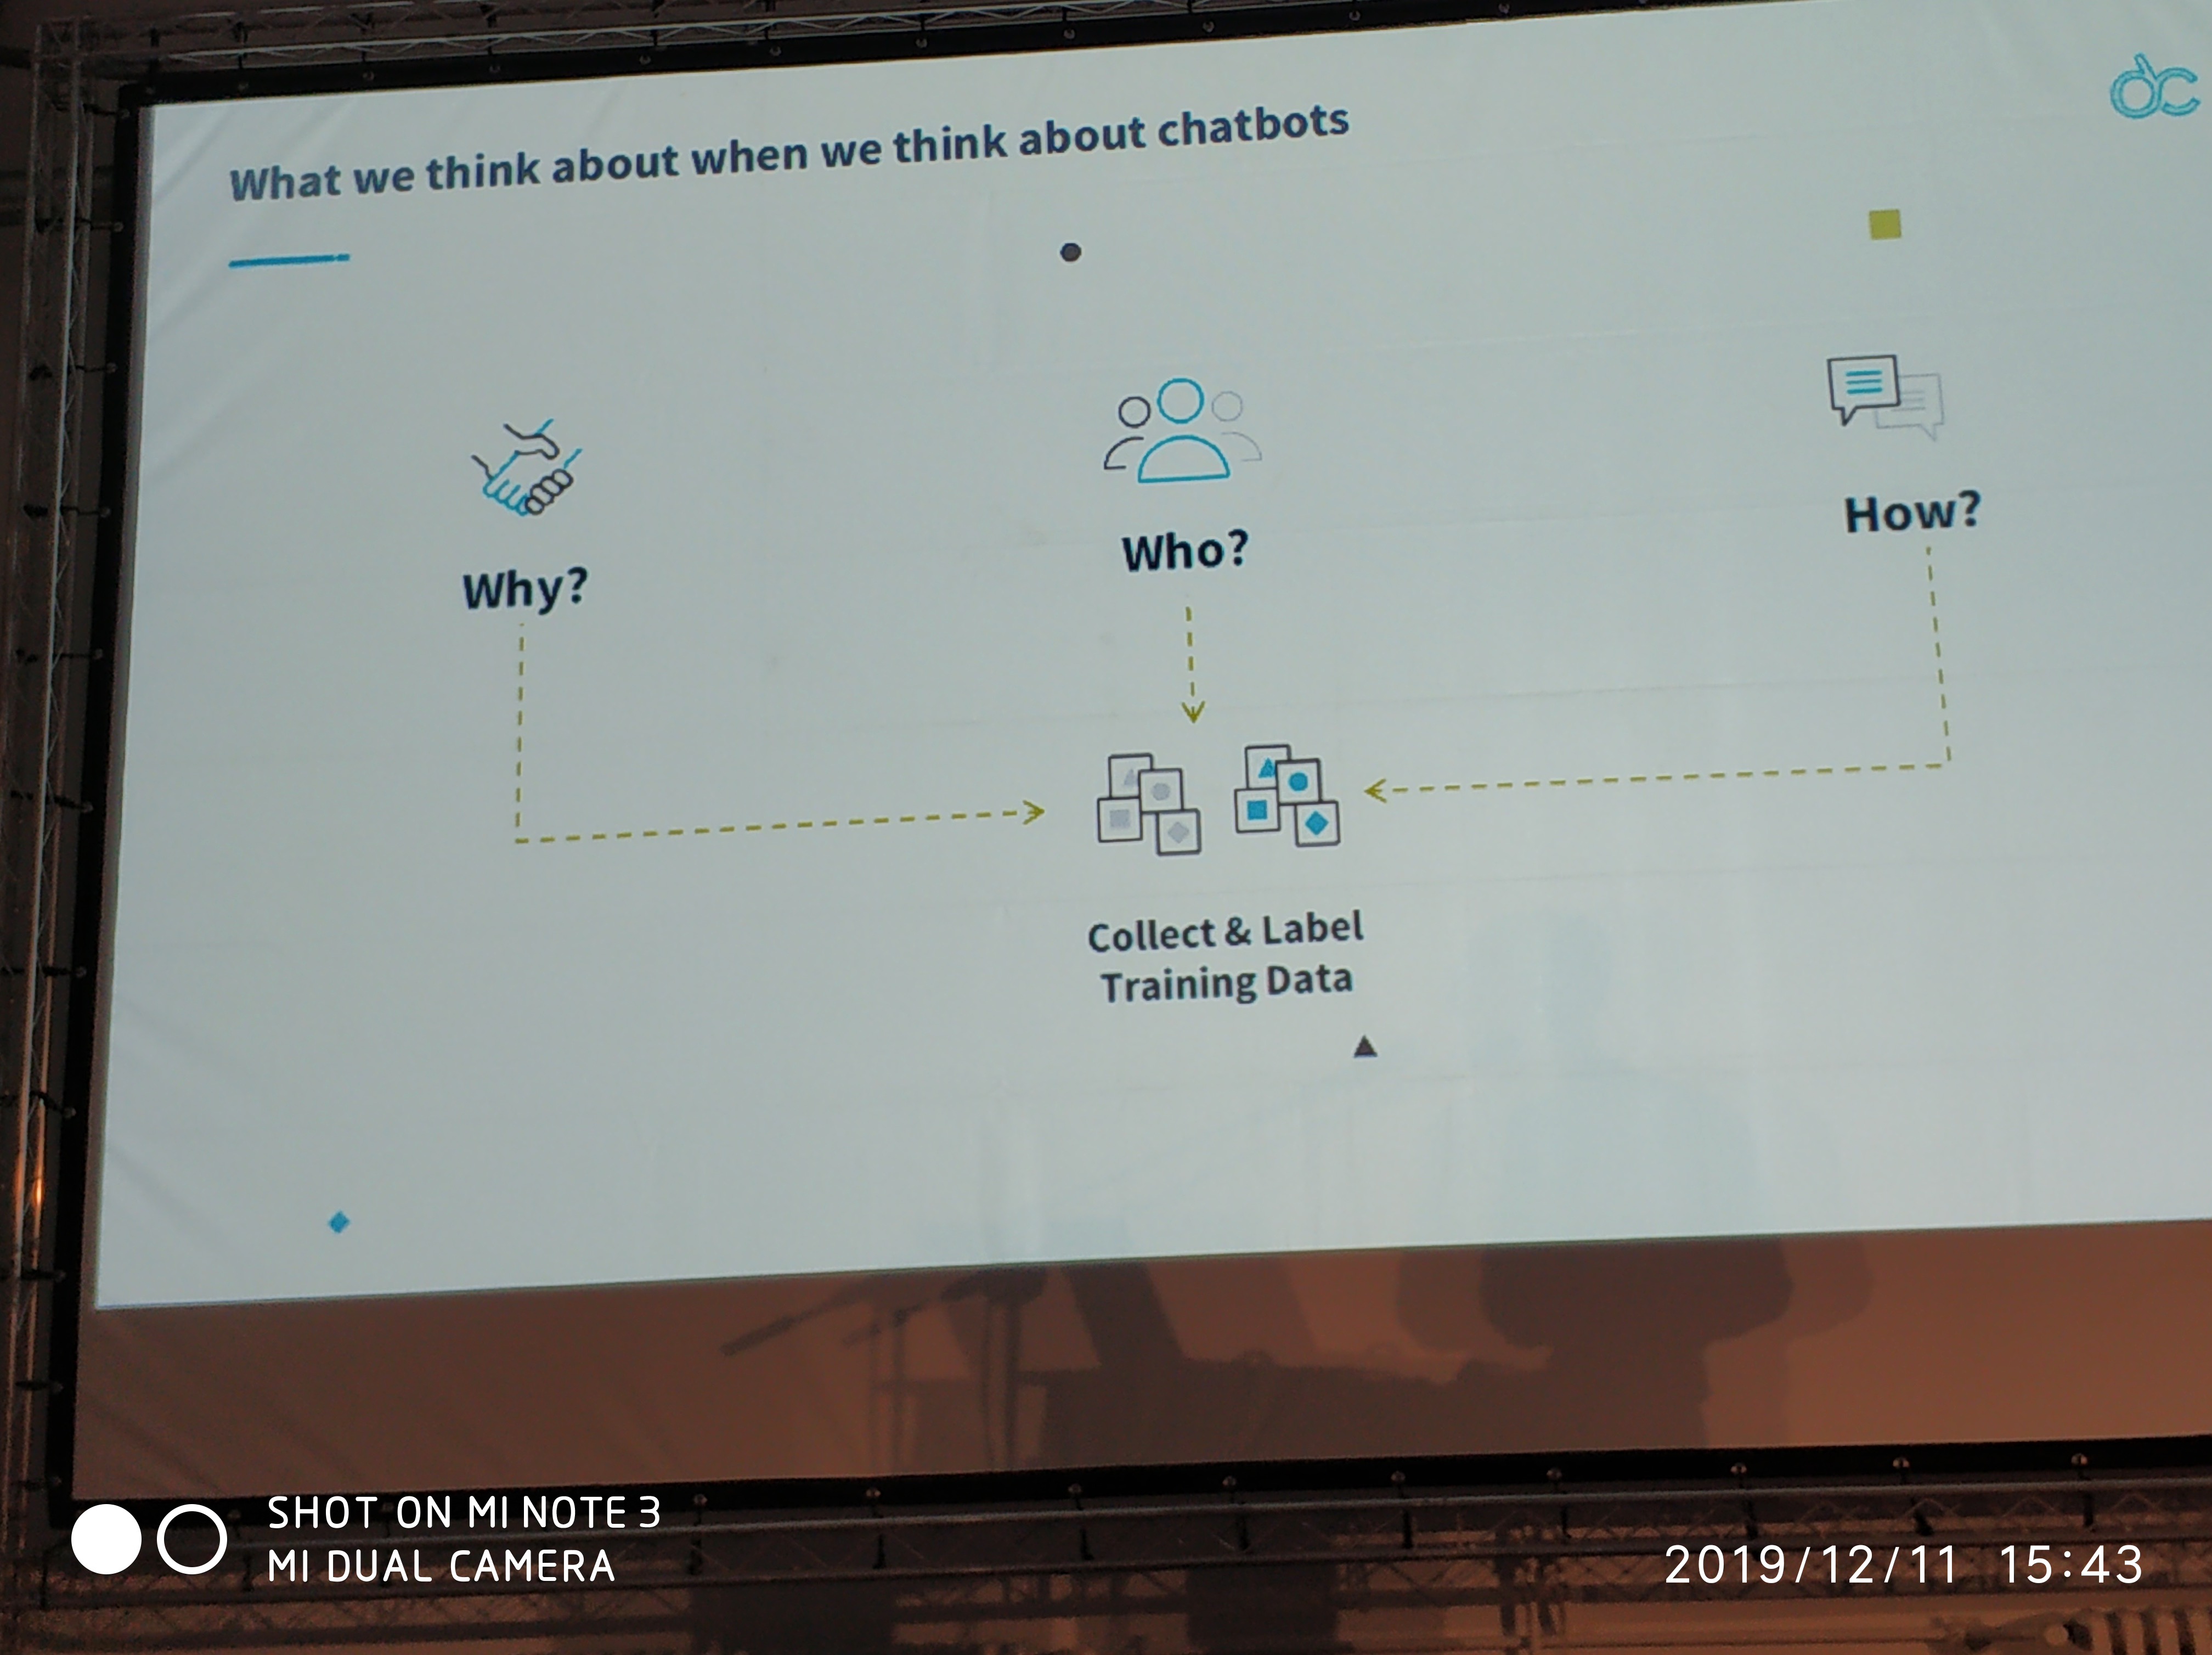 dc
What we think about when we think about chatbots
Why?
Who?
How?
Collect & Label
Training Data
SHOT ON MI NOTE 3
MI DUAL CAMERA
2019/12/11 15:43